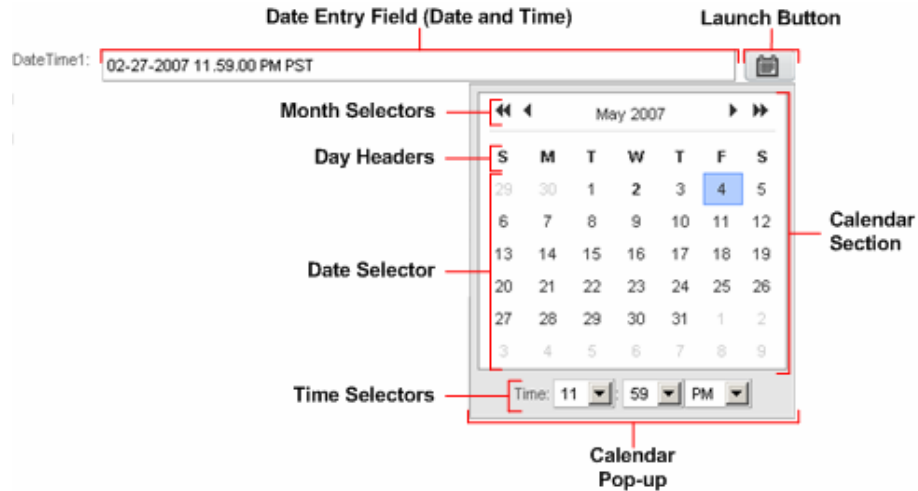 Date Entry Field (Date and Time)
Launch Button
DateTime1:
02-27-2007 11.59.00 PM PST
Month Selectors
May 2007
Day Headers
S M T W T F S
29 30 1 2 3 4 5
6 7 8 9 10 11 12
Calendar
Section
13 14 15 16 17 18 19
Date Selector
20 21 22 23 24 25 26
27 28 29 30 31 1 2
3 4 5 6 7 8 9
Time Selectors
Time: 11 : 59 PM
Calendar
Pop-up